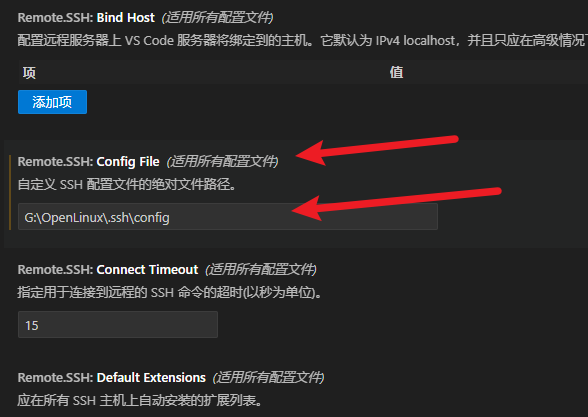 Remote.SSH: Bind Host (适用所有配置文件)
配置远程服务器上 VS Code 服务器将绑定到的主机。它默认为 IPv4 localhost，并且只应在高级情况
项 值
添加项
Remote.SSH: Config File (适用所有配置文件)
自定义 SSH 配置文件的绝对文件路径。
G:\OpenLinux\.ssh\config
Remote.SSH: Connect Timeout (适用所有配置文件)
指定用于连接到远程的 SSH 命令的超时(以秒为单位)。
15
Remote.SSH: Default Extensions (适用所有配置文件)
应在所有 SSH 主机上自动安装的扩展列表。